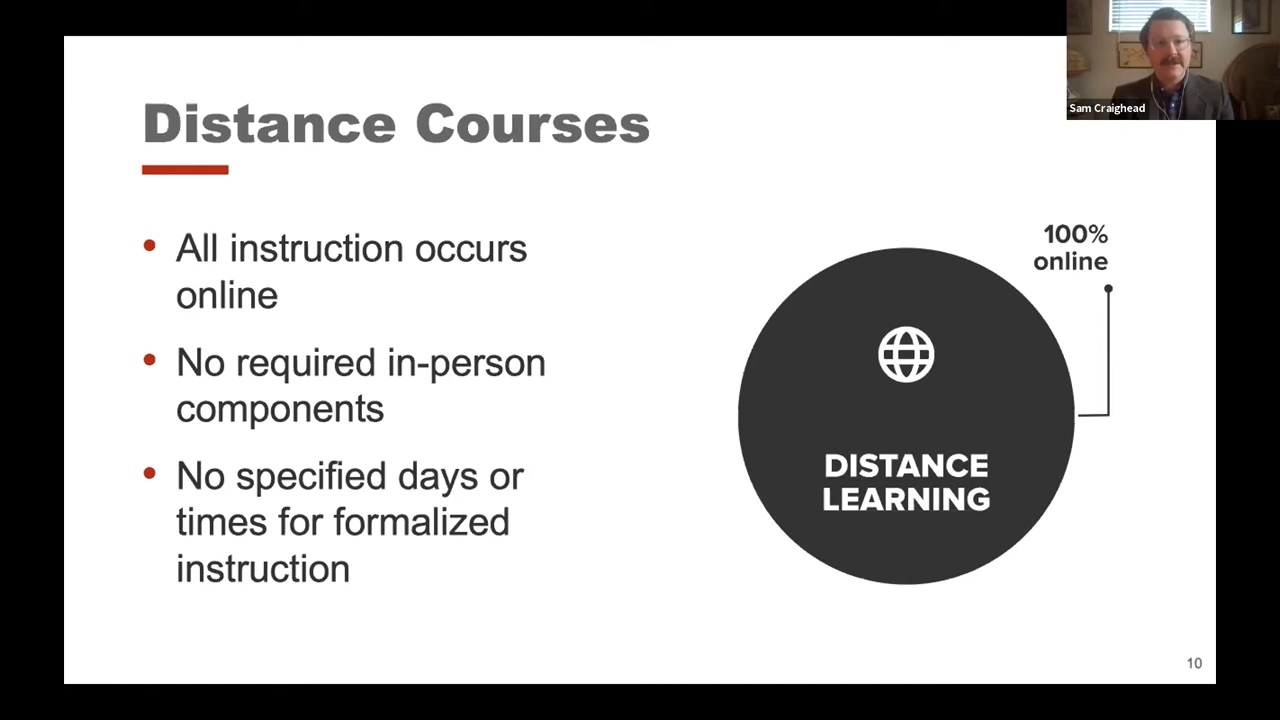 Sam Craighead
Distance Courses
• All instruction occurs
online
• No required in-person
components
• No specified days or
times for formalized
instruction
100%
online
DISTANCE
LEARNING
10